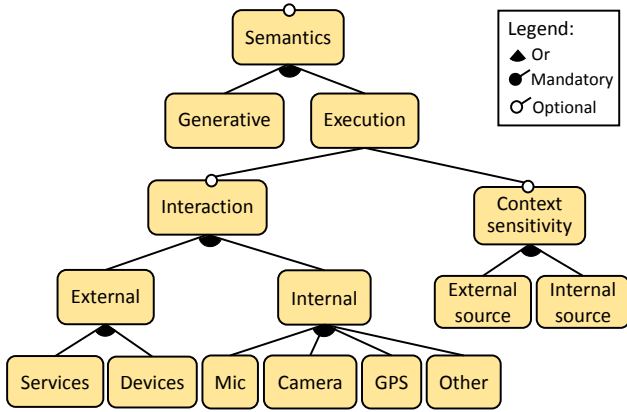 Semantics
Legend:
Or
Mandatory
Optional
Generative
Execution
Interaction
Context
sensitivity
External
Internal
External
source
Internal
source
Services
Devices
Mic
Camera
GPS
Other